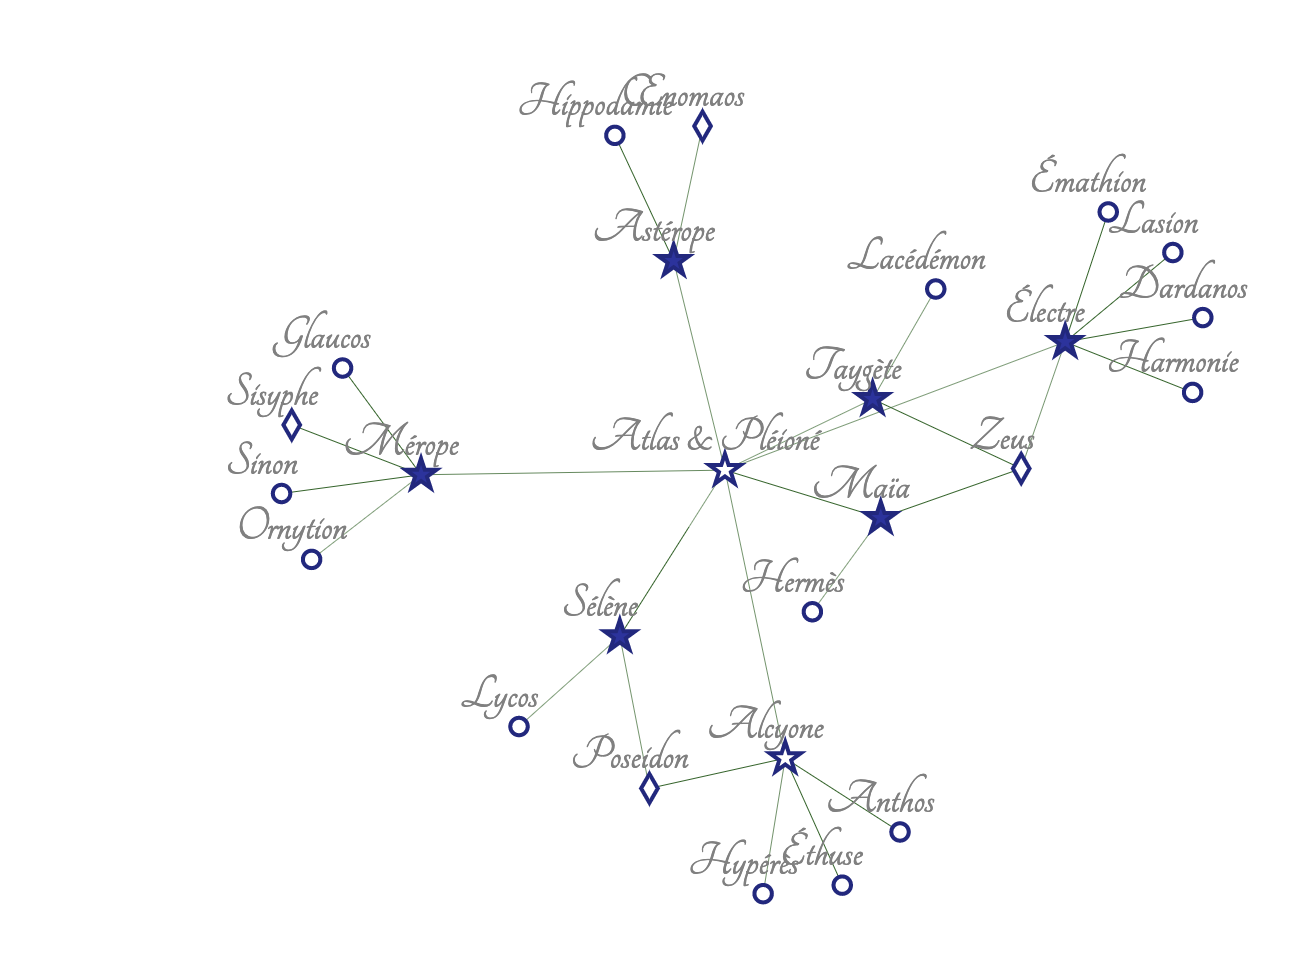 Hippodamie
Œnomaos
Astérope
Émathion
Lasion
Lacédémon
Dardanos
Électre
Glaucos
Taygète
Harmonie
Sisyphe
Mérope
Atlas & Pléioné
Zeus
Sinon
Maïa
Ornytion
Hermès
Sélène
Lycos
Alcyone
Poseidon
Anthos
Hypérès
Éthuse